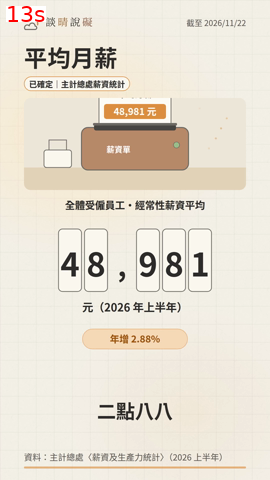 13s
談晴說礙
截至 2026/11/22
平均月薪
已確定｜主計總處薪資統計
48,981 元
薪資單
全體受僱員工・經常性薪資平均
48,981
元（2026 年上半年）
年增 2.88%
二點八八
資料：主計總處〈薪資及生產力統計〉（2026 上半年）